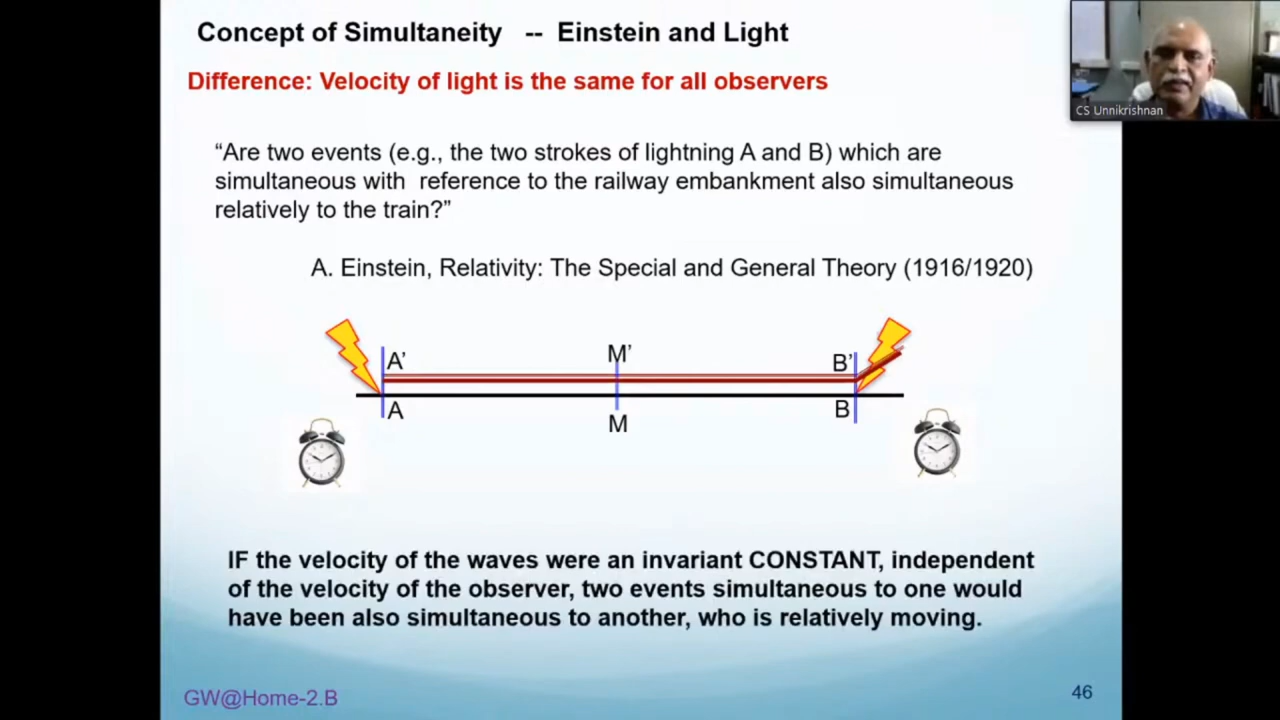 Concept of Simultaneity -- Einstein and Light
CS Unnikrishnan
Difference: Velocity of light is the same for all observers
“Are two events (e.g., the two strokes of lightning A and B) which are
simultaneous with reference to the railway embankment also simultaneous
relatively to the train?”
A. Einstein, Relativity: The Special and General Theory (1916/1920)
A’ M’ B’
A M B
IF the velocity of the waves were an invariant CONSTANT, independent
of the velocity of the observer, two events simultaneous to one would
have been also simultaneous to another, who is relatively moving.
GW@Home-2.B 46